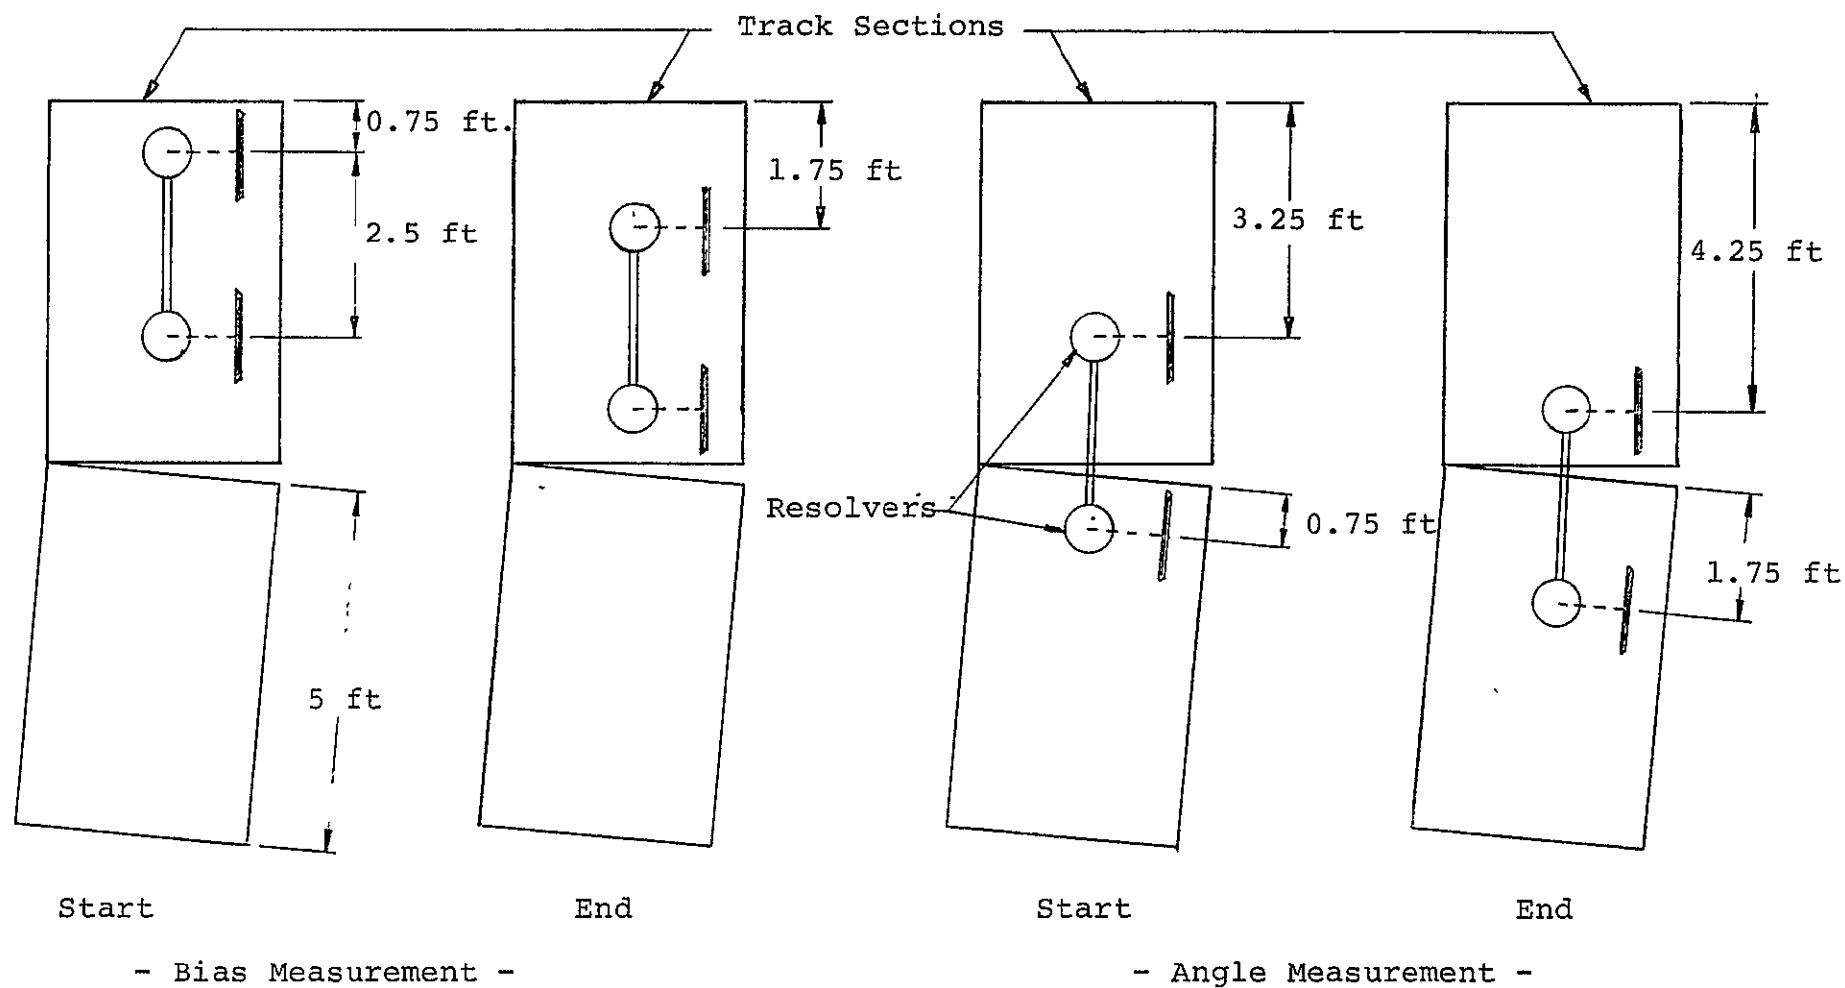 Track Sections
0.75 ft.
2.5 ft
1.75 ft
3.25 ft
4.25 ft
Resolvers
0.75 ft
1.75 ft
5 ft
Start
End
Start
End
- Bias Measurement -
- Angle Measurement -